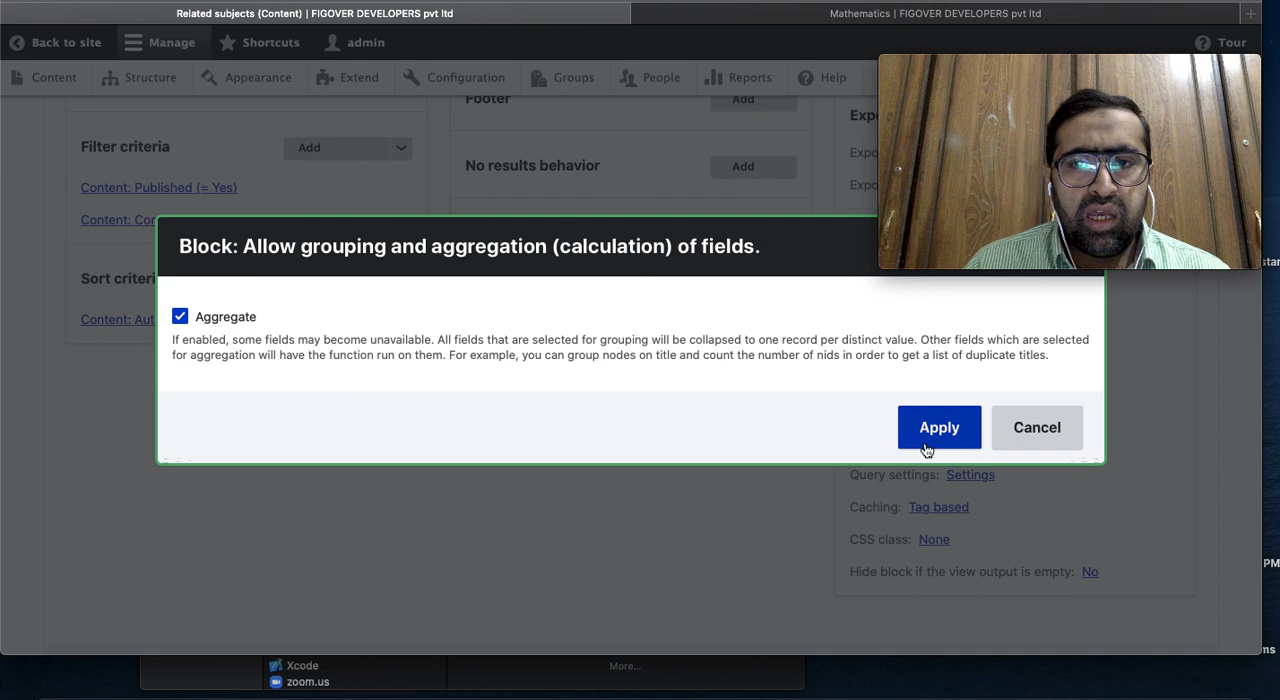 Related subjects (Content) | FIGOVER DEVELOPERS pvt ltd
Mathematics | FIGOVER DEVELOPERS pvt ltd
Back to site
Manage
Shortcuts
admin
Tour
Content
Structure
Appearance
Extend
Configuration
Groups
People
Reports
Help
Footer
Add
Filter criteria
Add
No results behavior
Add
Content: Published (= Yes)
Block: Allow grouping and aggregation (calculation) of fields.
Sort
Aggregate
If enabled, some fields may become unavailable. All fields that are selected for grouping will be collapsed to one record per distinct value. Other fields which are selected
for aggregation will have the function run on them. For example, you can group nodes on title and count the number of nids in order to get a list of duplicate titles.
Apply
Cancel
Query settings: Settings
Caching: Tag based
CSS class: None
Hide block if the view output is empty: No
PM
Xcode
More...
zoom.us